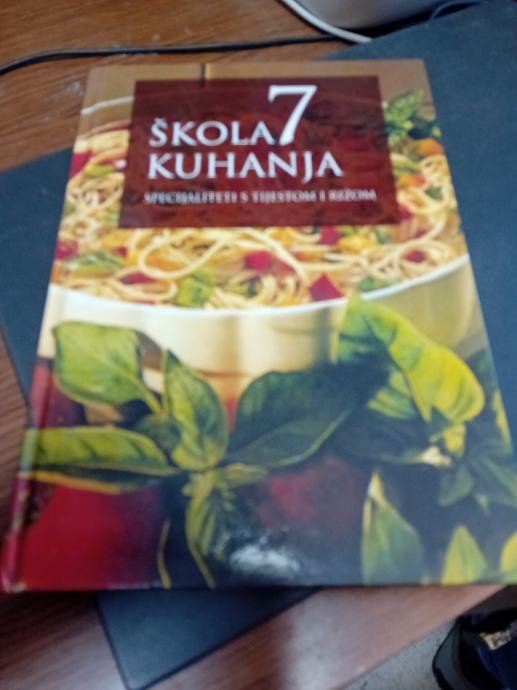 ŠKOLA 7
KUHANJA
SPECIJALITETI S TIJESTOM I RIŽOM